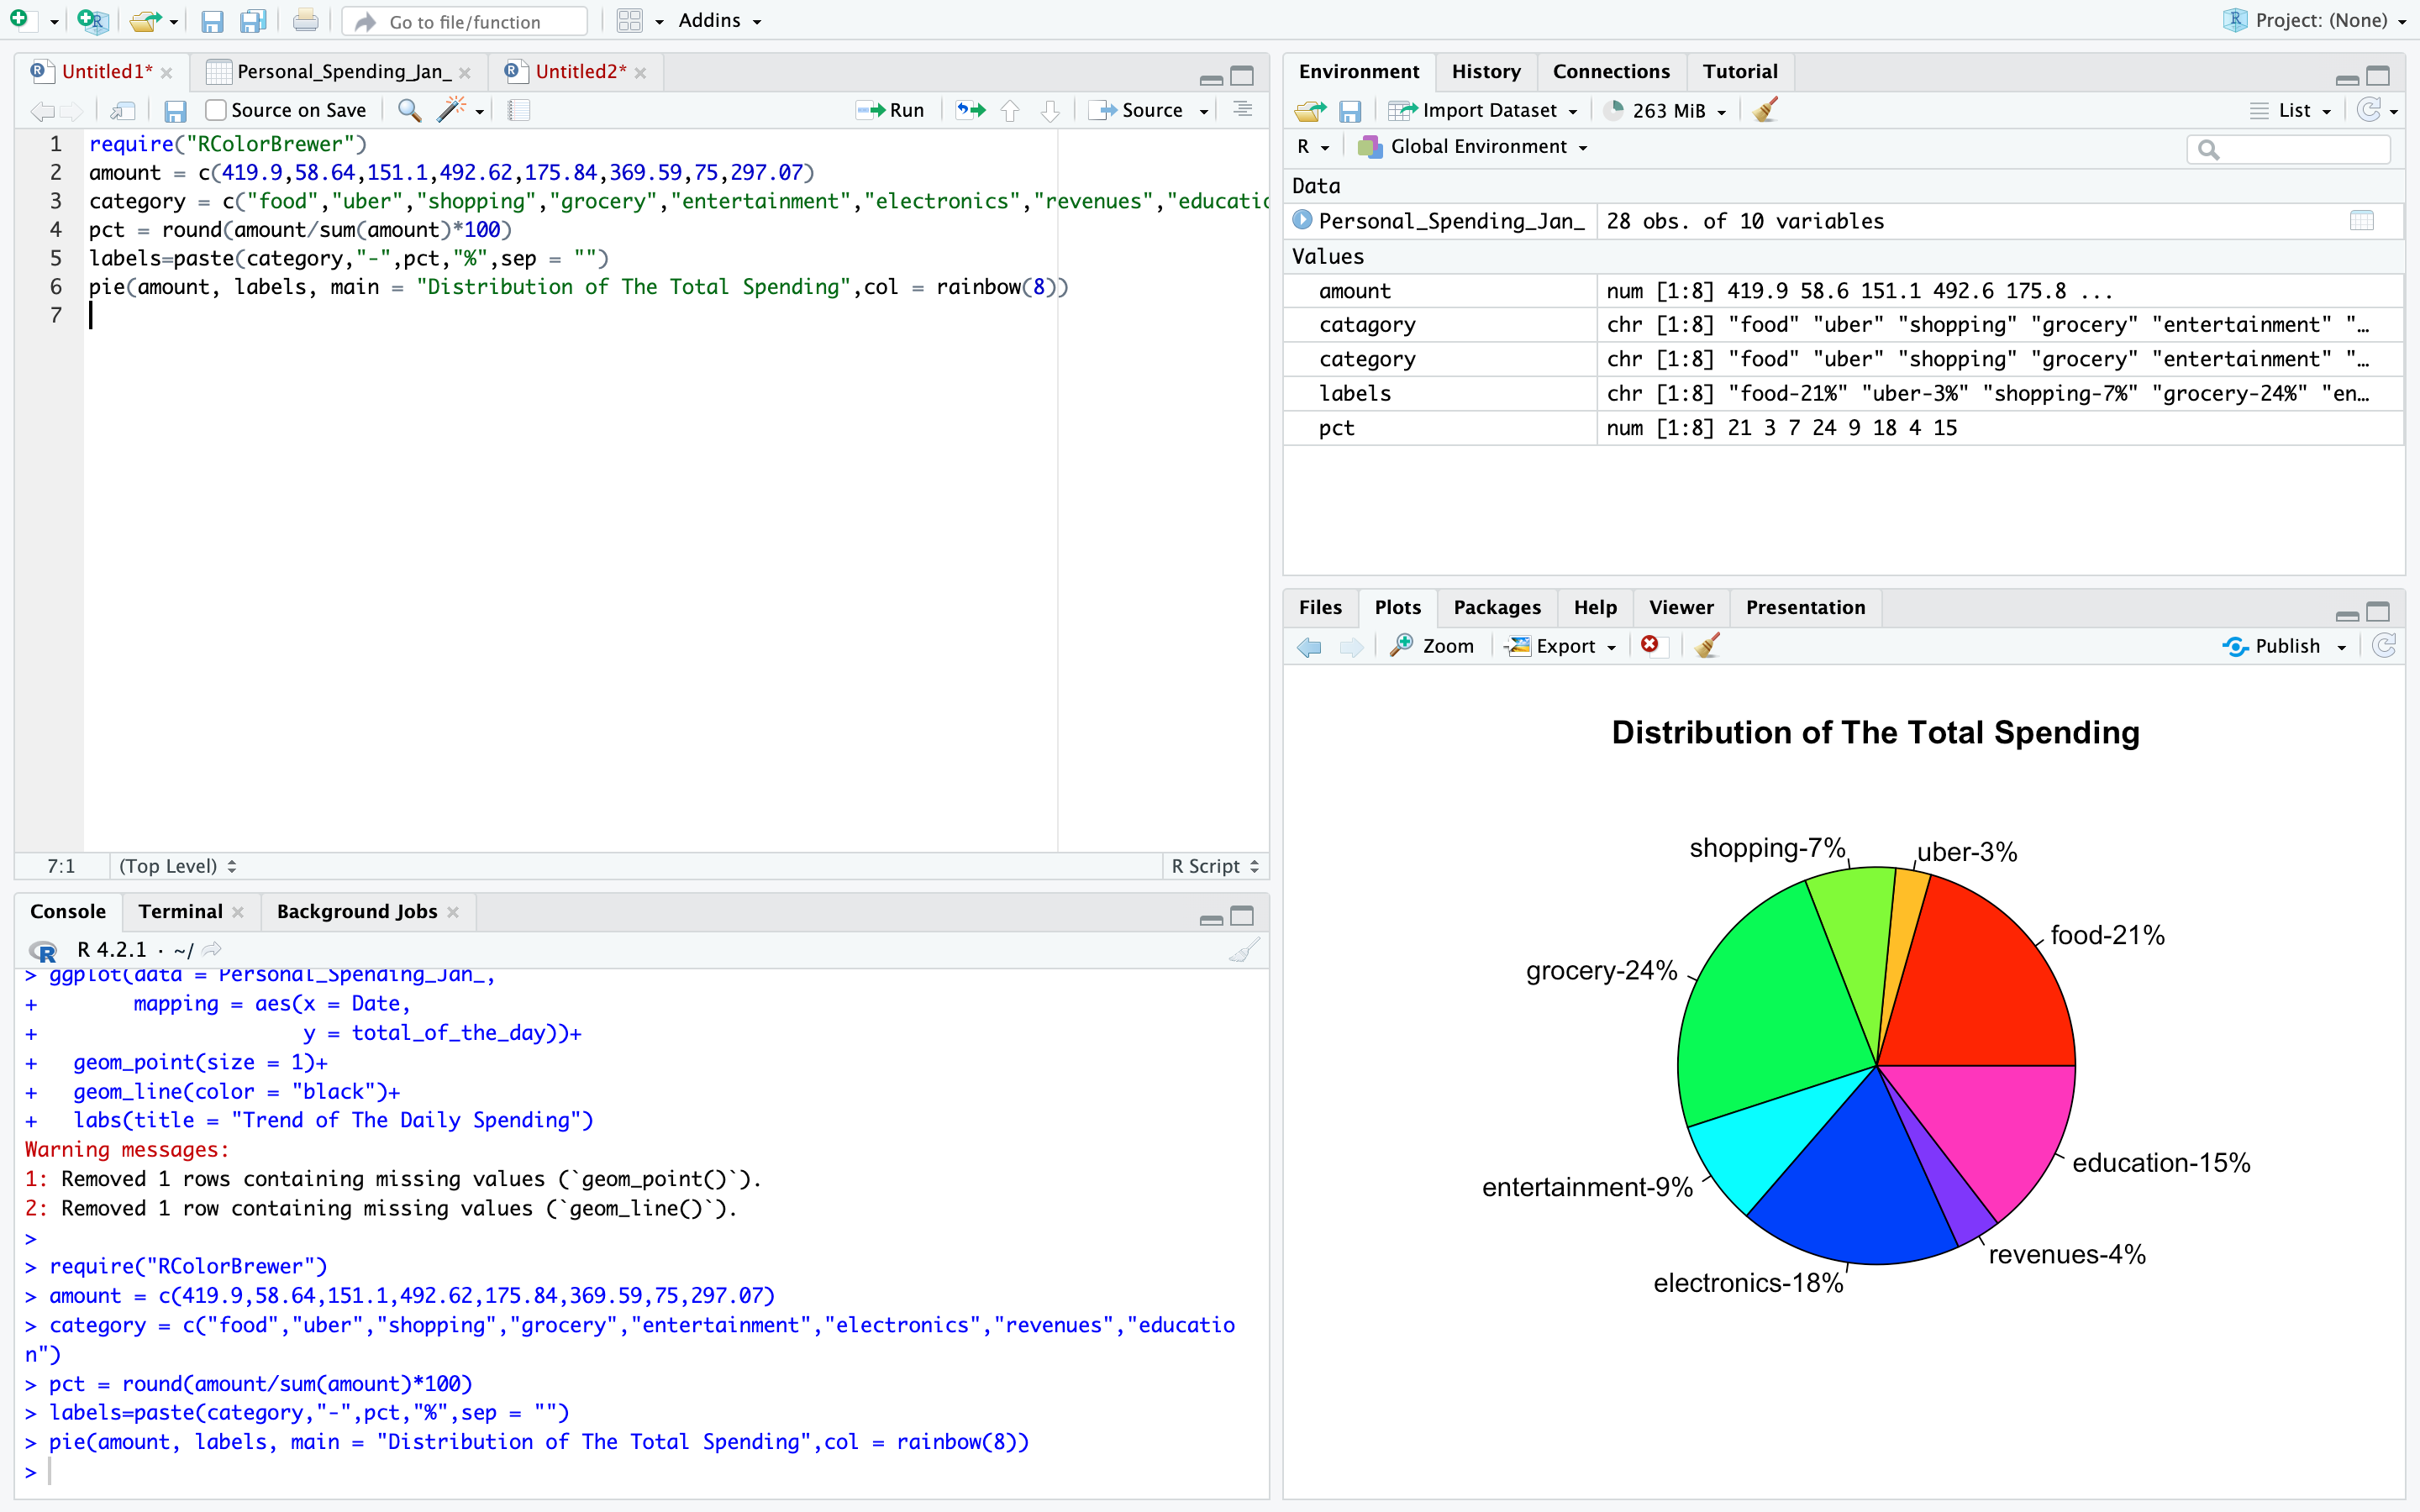 Go to file/function
Addins
Project: (None)
Untitled1*
Personal_Spending_Jan_
Untitled2*
Source on Save
Run
Source
1 require("RColorBrewer")
2 amount = c(419.9,58.64,151.1,492.62,175.84,369.59,75,297.07)
3 category = c("food","uber","shopping","grocery","entertainment","electronics","revenues","educatio
4 pct = round(amount/sum(amount)*100)
5 labels=paste(category,"-",pct,"%",sep = "")
6 pie(amount, labels, main = "Distribution of The Total Spending",col = rainbow(8))
7
7:1
(Top Level)
R Script
Console
Terminal
Background Jobs
R 4.2.1 · ~/
> ggplot(data = Personal_Spending_Jan_,
+ mapping = aes(x = Date,
+ y = total_of_the_day))+
+ geom_point(size = 1)+
+ geom_line(color = "black")+
+ labs(title = "Trend of The Daily Spending")
Warning messages:
1: Removed 1 rows containing missing values (`geom_point()`).
2: Removed 1 row containing missing values (`geom_line()`).
>
> require("RColorBrewer")
> amount = c(419.9,58.64,151.1,492.62,175.84,369.59,75,297.07)
> category = c("food","uber","shopping","grocery","entertainment","electronics","revenues","educatio
n")
> pct = round(amount/sum(amount)*100)
> labels=paste(category,"-",pct,"%",sep = "")
> pie(amount, labels, main = "Distribution of The Total Spending",col = rainbow(8))
>
Environment
History
Connections
Tutorial
Import Dataset
263 MiB
List
R
Global Environment
Data
Personal_Spending_Jan_ 28 obs. of 10 variables
Values
amount num [1:8] 419.9 58.6 151.1 492.6 175.8 ...
catagory chr [1:8] "food" "uber" "shopping" "grocery" "entertainment" "…
category chr [1:8] "food" "uber" "shopping" "grocery" "entertainment" "…
labels chr [1:8] "food-21%" "uber-3%" "shopping-7%" "grocery-24%" "en…
pct num [1:8] 21 3 7 24 9 18 4 15
Files
Plots
Packages
Help
Viewer
Presentation
Zoom
Export
Publish
Distribution of The Total Spending
shopping-7%
uber-3%
food-21%
grocery-24%
education-15%
entertainment-9%
revenues-4%
electronics-18%